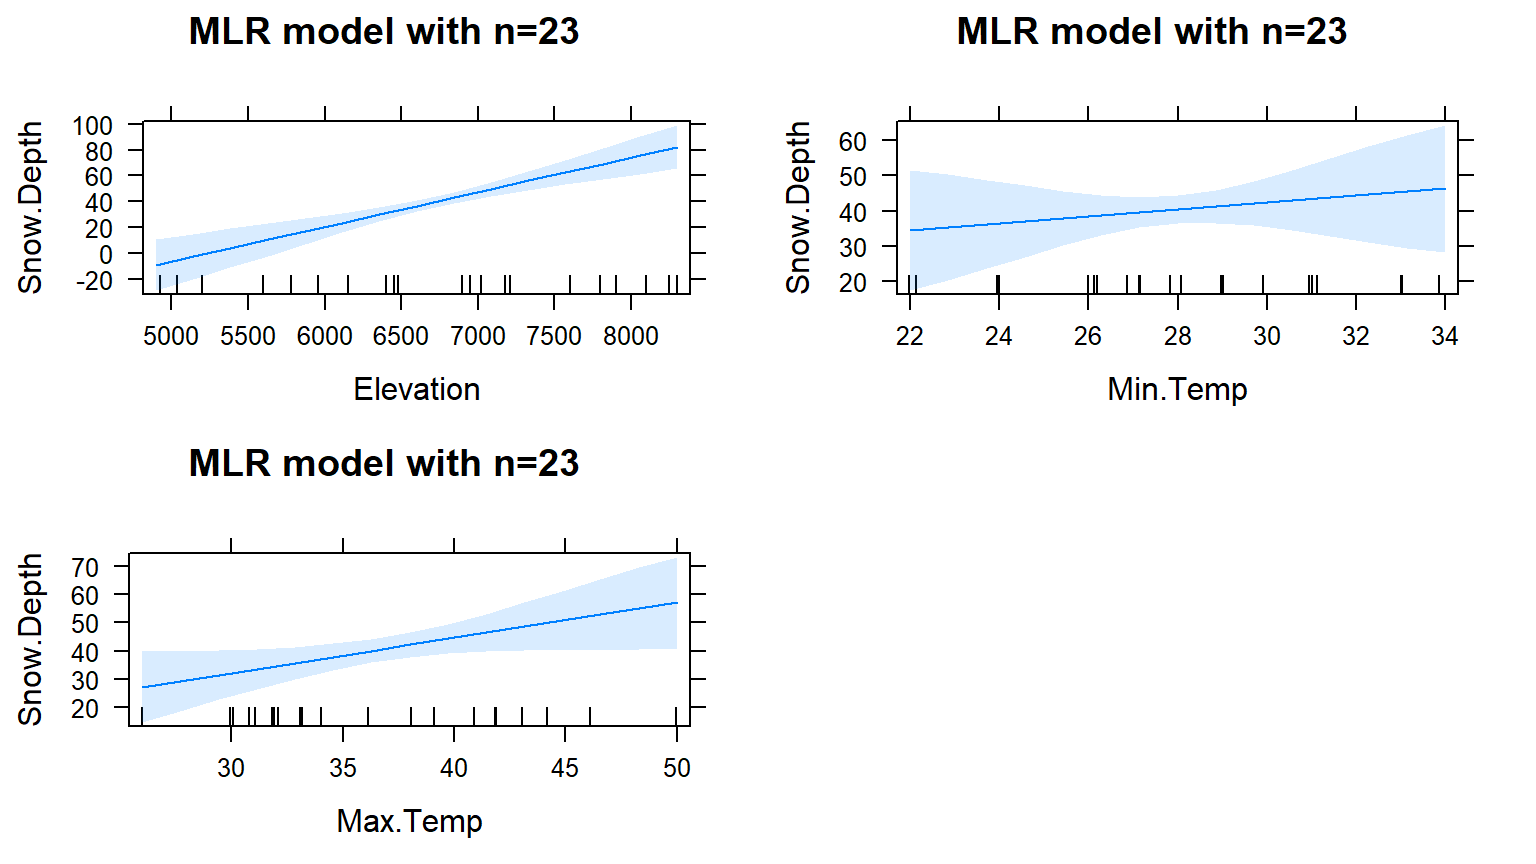 MLR model with n=23
Snow.Depth
100
80
60
40
20
0
-20
5000 5500 6000 6500 7000 7500 8000
Elevation
MLR model with n=23
Snow.Depth
60
50
40
30
20
22 24 26 28 30 32 34
Min.Temp
MLR model with n=23
Snow.Depth
70
60
50
40
30
20
30 35 40 45 50
Max.Temp